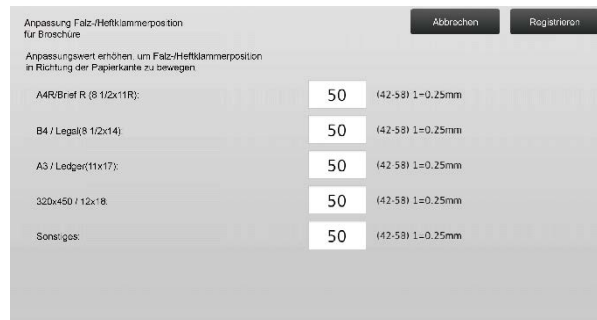 Anpassung Falz-/Heftklammerposition
für Broschüre
Abbrechen
Registrieren
Anpassungswert erhöhen, um Falz-/Heftklammerposition
in Richtung der Papierkante zu bewegen.
A4R/Brief R (8 1/2x11R): 50 (42-58) 1=0.25mm
B4 / Legal(8 1/2x14): 50 (42-58) 1=0.25mm
A3 / Ledger(11x17): 50 (42-58) 1=0.25mm
320x450 / 12x18: 50 (42-58) 1=0.25mm
Sonstiges: 50 (42-58) 1=0.25mm